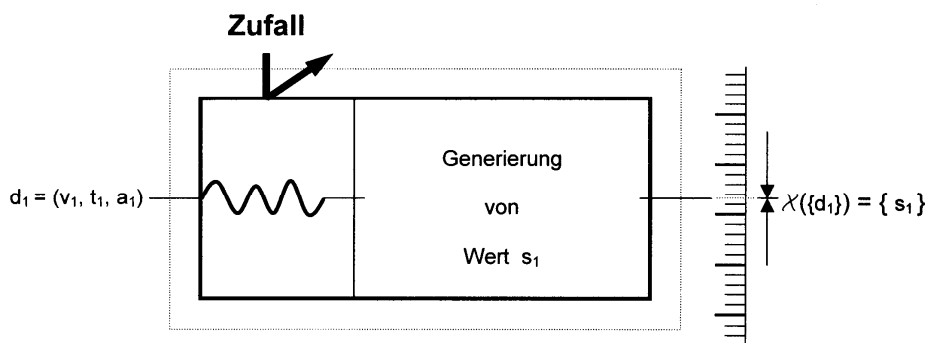 Zufall
d₁ = (v₁, t₁, a₁)
Generierung
von
Wert s₁
χ({d₁}) = { s₁}